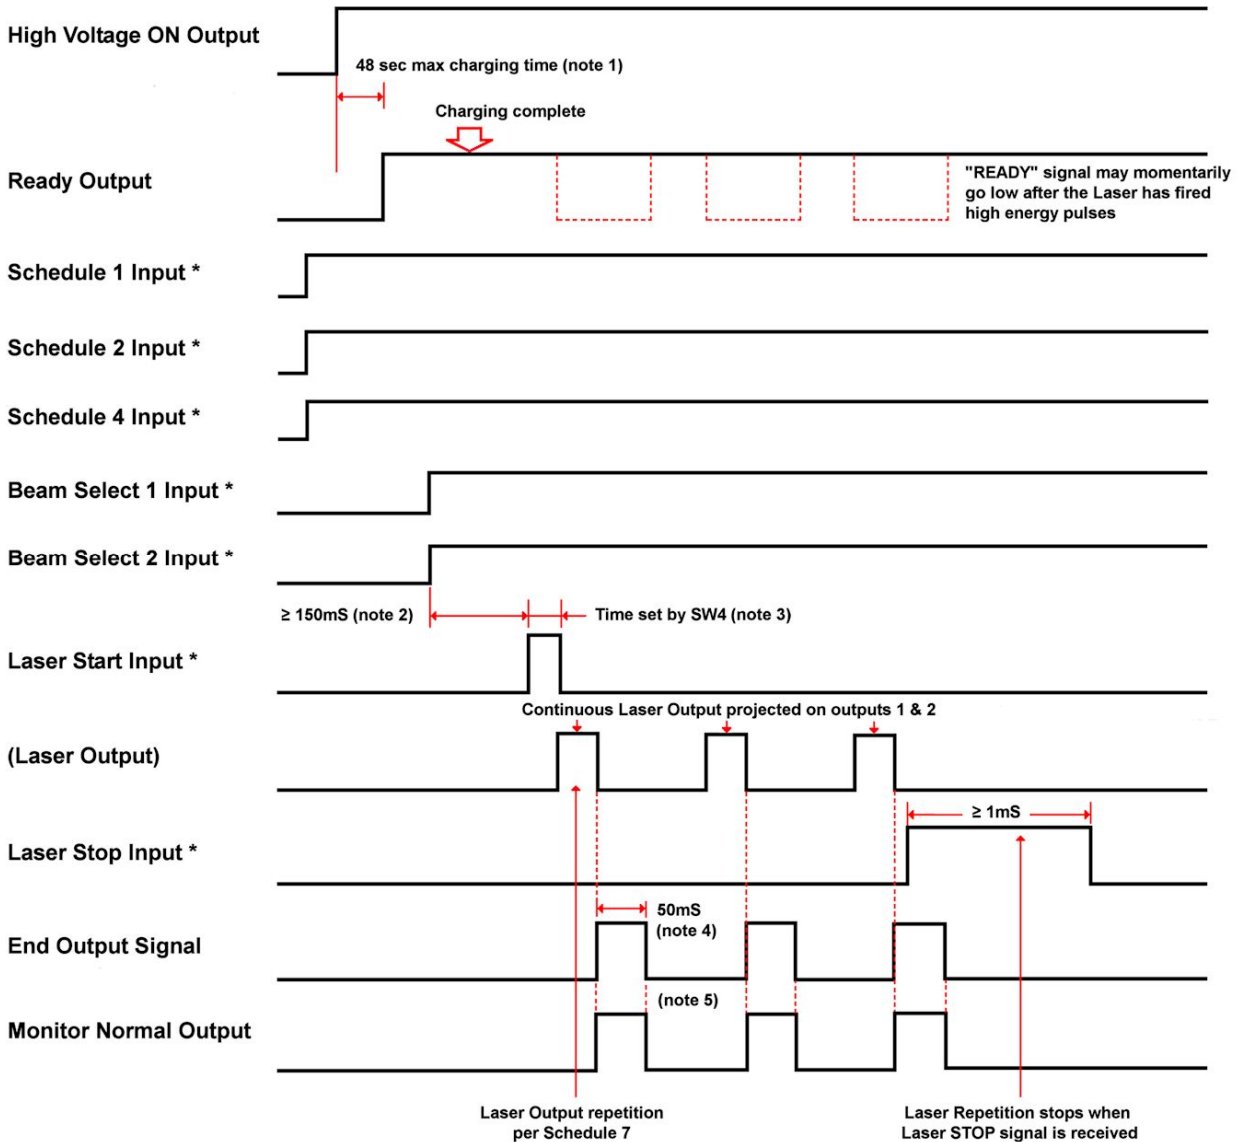 High Voltage ON Output
48 sec max charging time (note 1)
Charging complete
Ready Output
"READY" signal may momentarily
go low after the Laser has fired
high energy pulses
Schedule 1 Input *
Schedule 2 Input *
Schedule 4 Input *
Beam Select 1 Input *
Beam Select 2 Input *
≥ 150mS (note 2)
Time set by SW4 (note 3)
Laser Start Input *
Continuous Laser Output projected on outputs 1 & 2
(Laser Output)
≥ 1mS
Laser Stop Input *
50mS
(note 4)
End Output Signal
(note 5)
Monitor Normal Output
Laser Output repetition
per Schedule 7
Laser Repetition stops when
Laser STOP signal is received